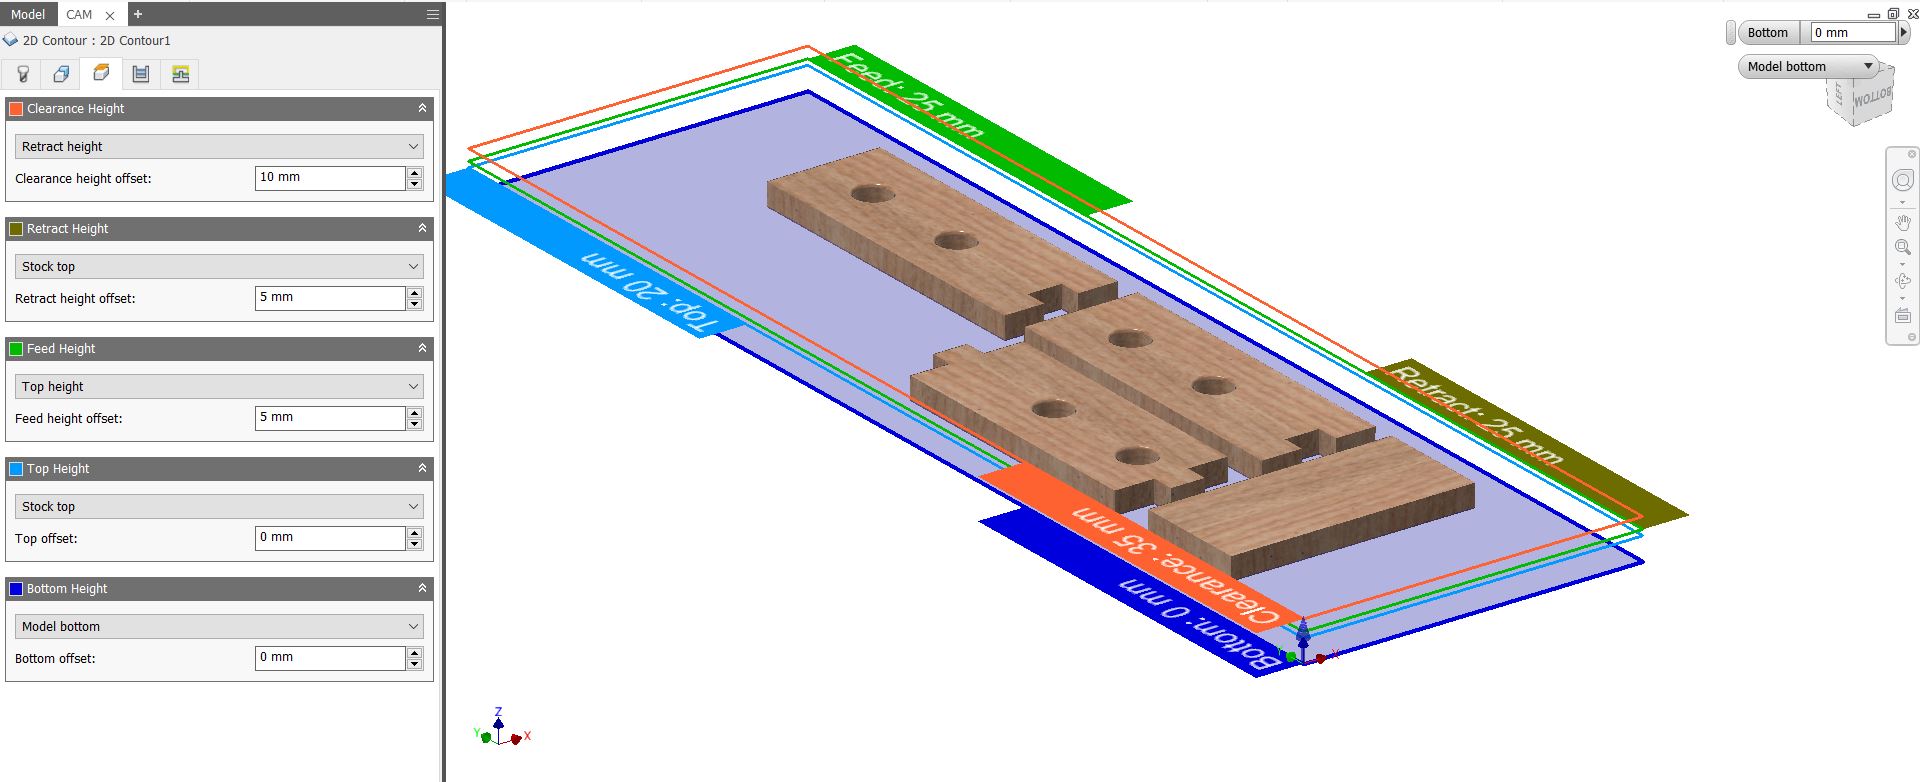 Model
CAM
2D Contour : 2D Contour1
Clearance Height
Retract height
Clearance height offset:
10 mm
Retract Height
Stock top
Retract height offset:
5 mm
Feed Height
Top height
Feed height offset:
5 mm
Top Height
Stock top
Top offset:
0 mm
Bottom Height
Model bottom
Bottom offset:
0 mm
Feed: 25 mm
Top: 20 mm
Retract: 25 mm
Clearance: 35 mm
Bottom: 0 mm
Bottom
0 mm
Model bottom
LEFT
BOTTOM
Y
X
Z
Y
X